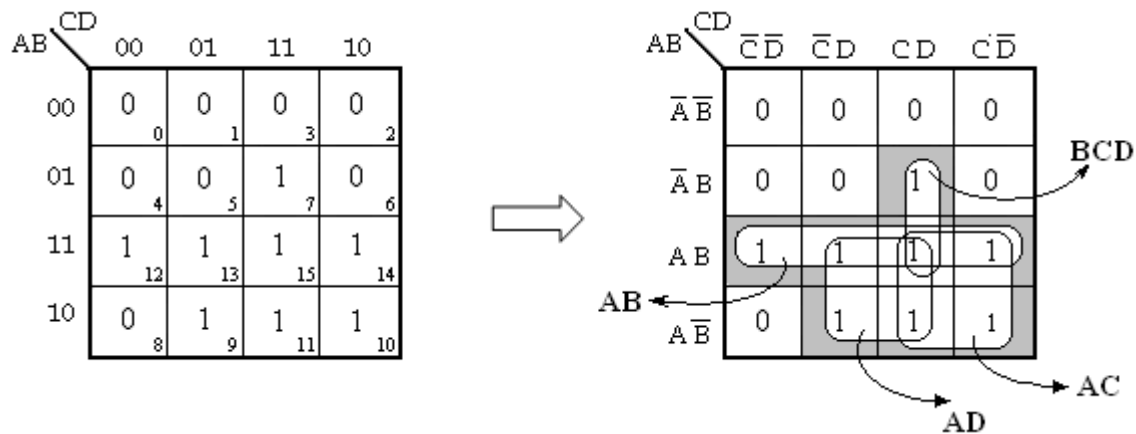 CD
AB 00 01 11 10
00 0 0 0 0 0 1 3 2
01 0 0 1 0 4 5 7 6
11 1 1 1 1 12 13 15 14
10 0 1 1 1 8 9 11 10
CD
AB C̅D̅ C̅D CD CD̅
A̅B̅ 0 0 0 0
BCD
A̅B 0 0 1 0
AB 1 1 1 1
AB
AB̅ 0 1 1 1
AC
AD